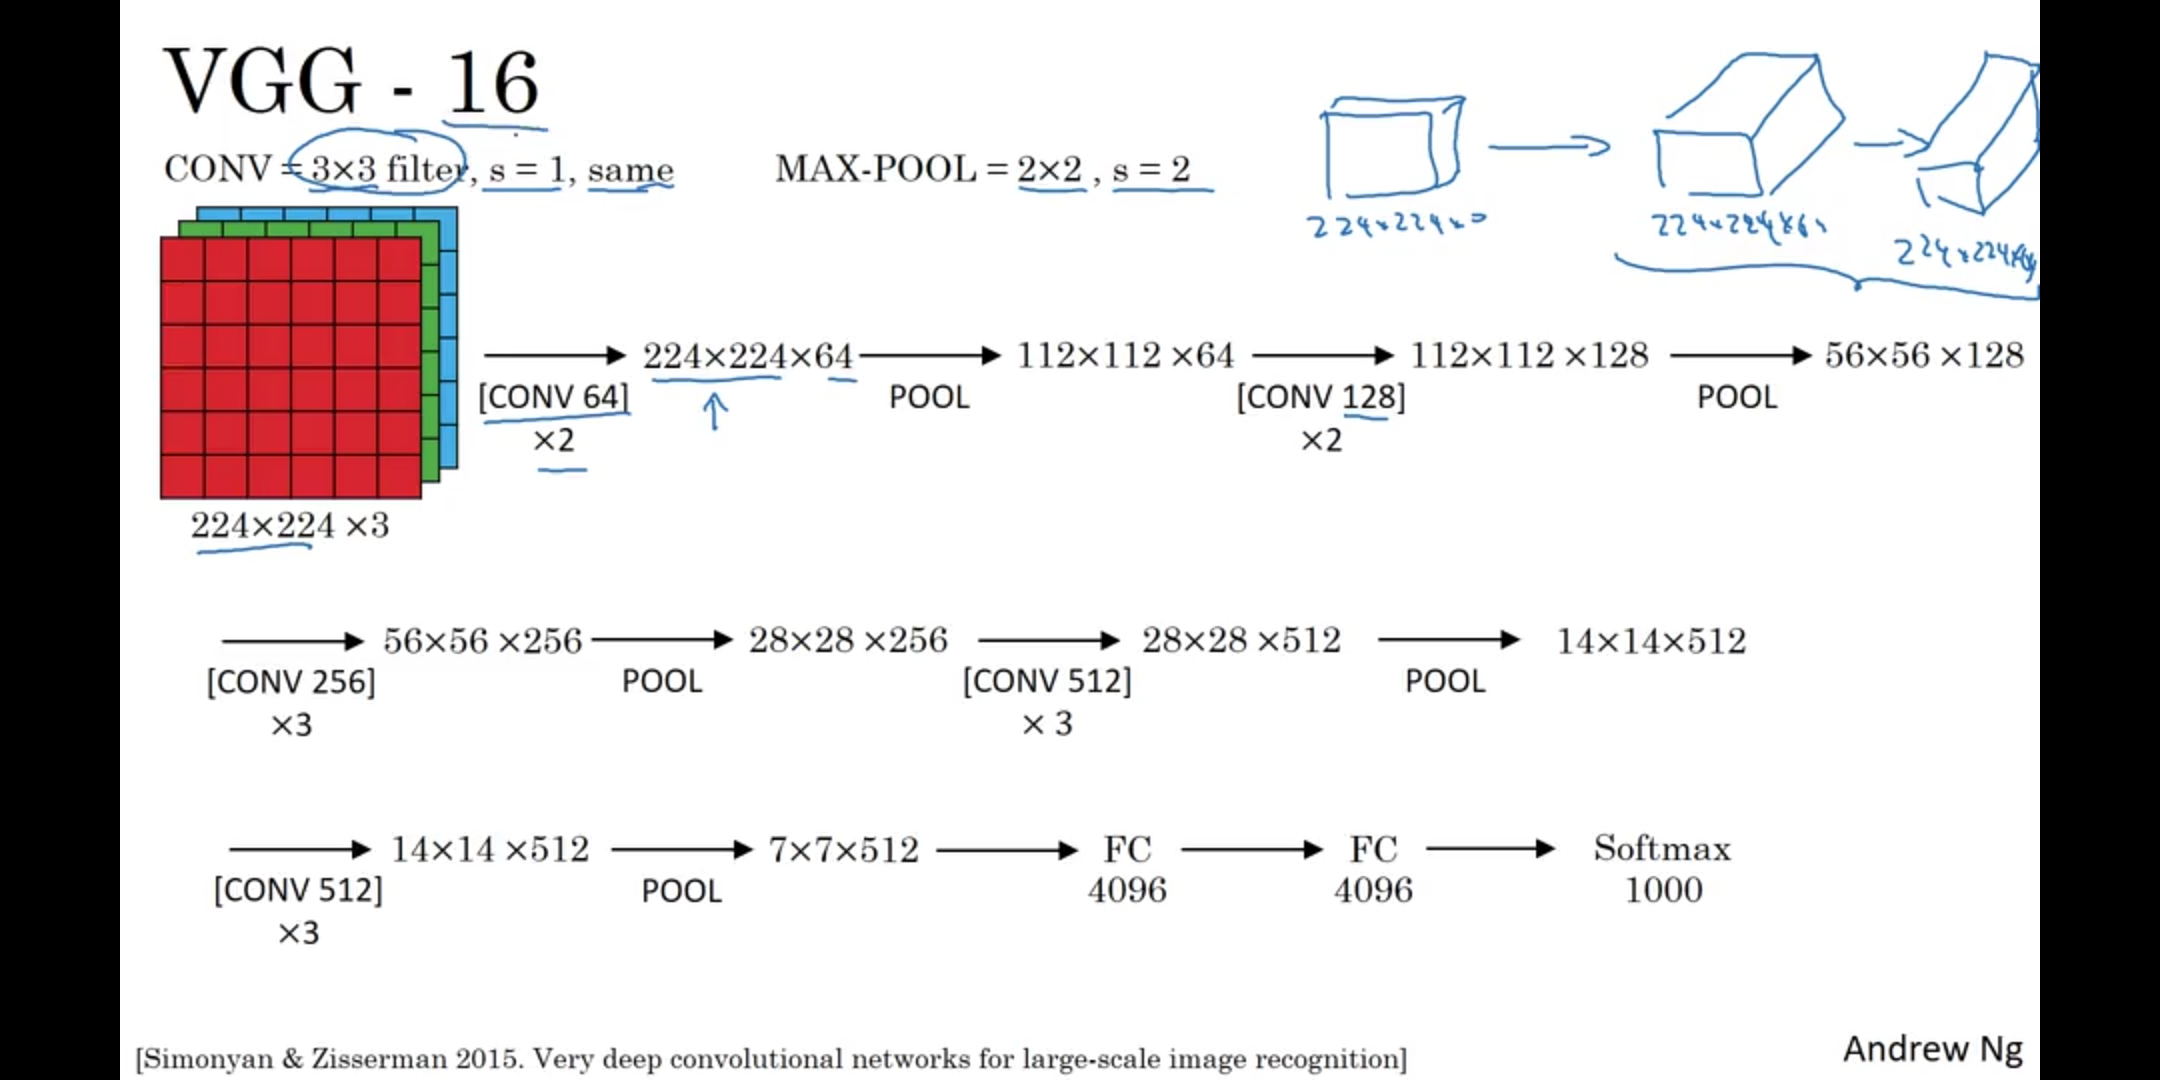 VGG - 16
CONV = 3×3 filter, s = 1, same
MAX-POOL = 2×2 , s = 2
224×224×3
224×224×64
224×224×64
224×224 ×3
[CONV 64]
×2
224×224×64
POOL
112×112 ×64
[CONV 128]
×2
112×112 ×128
POOL
56×56 ×128
[CONV 256]
×3
56×56 ×256
POOL
28×28 ×256
[CONV 512]
× 3
28×28 ×512
POOL
14×14×512
[CONV 512]
×3
14×14 ×512
POOL
7×7×512
FC
4096
FC
4096
Softmax
1000
[Simonyan & Zisserman 2015. Very deep convolutional networks for large-scale image recognition]
Andrew Ng